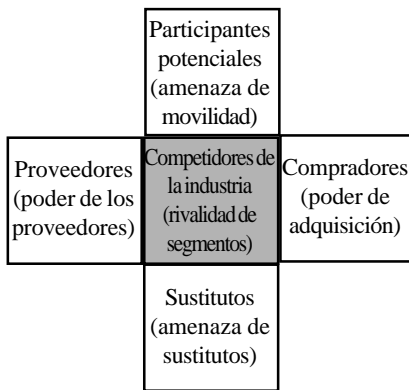 Participantes
potenciales
(amenaza de
movilidad)
Proveedores
(poder de los
proveedores)
Competidores de
la industria
(rivalidad de
segmentos)
Compradores
(poder de
adquisición)
Sustitutos
(amenaza de
sustitutos)